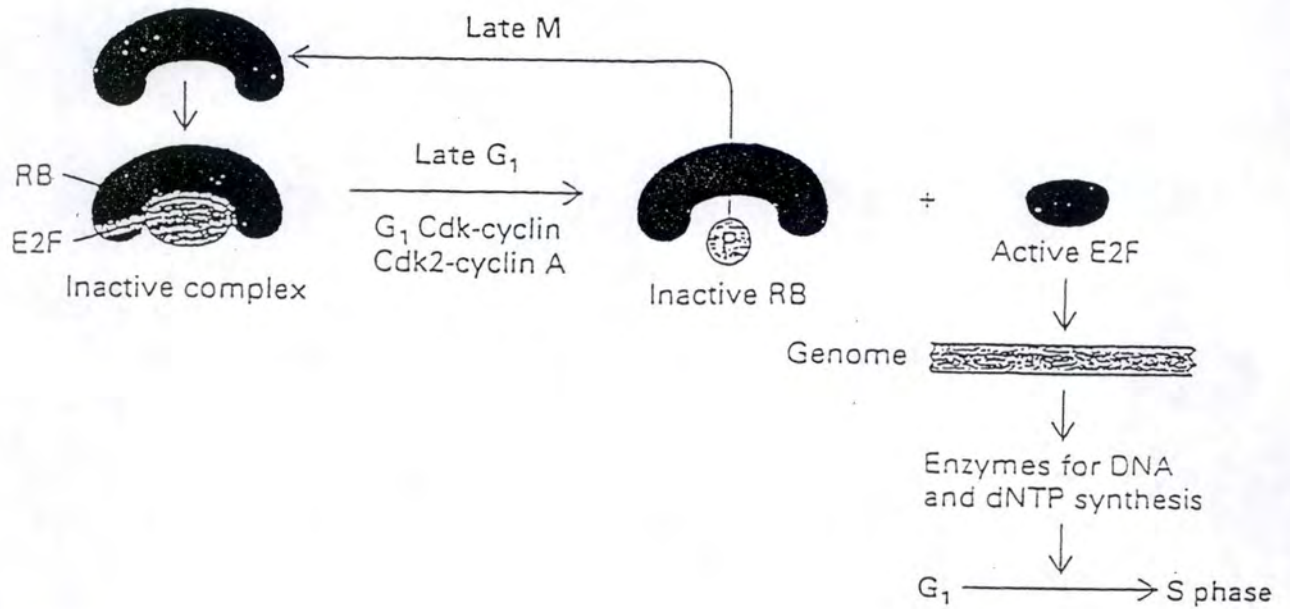 Late M
RB
E2F
Inactive complex
Late G₁
G₁ Cdk-cyclin
Cdk2-cyclin A
P
Inactive RB
+
Active E2F
Genome
Enzymes for DNA
and dNTP synthesis
G₁
S phase